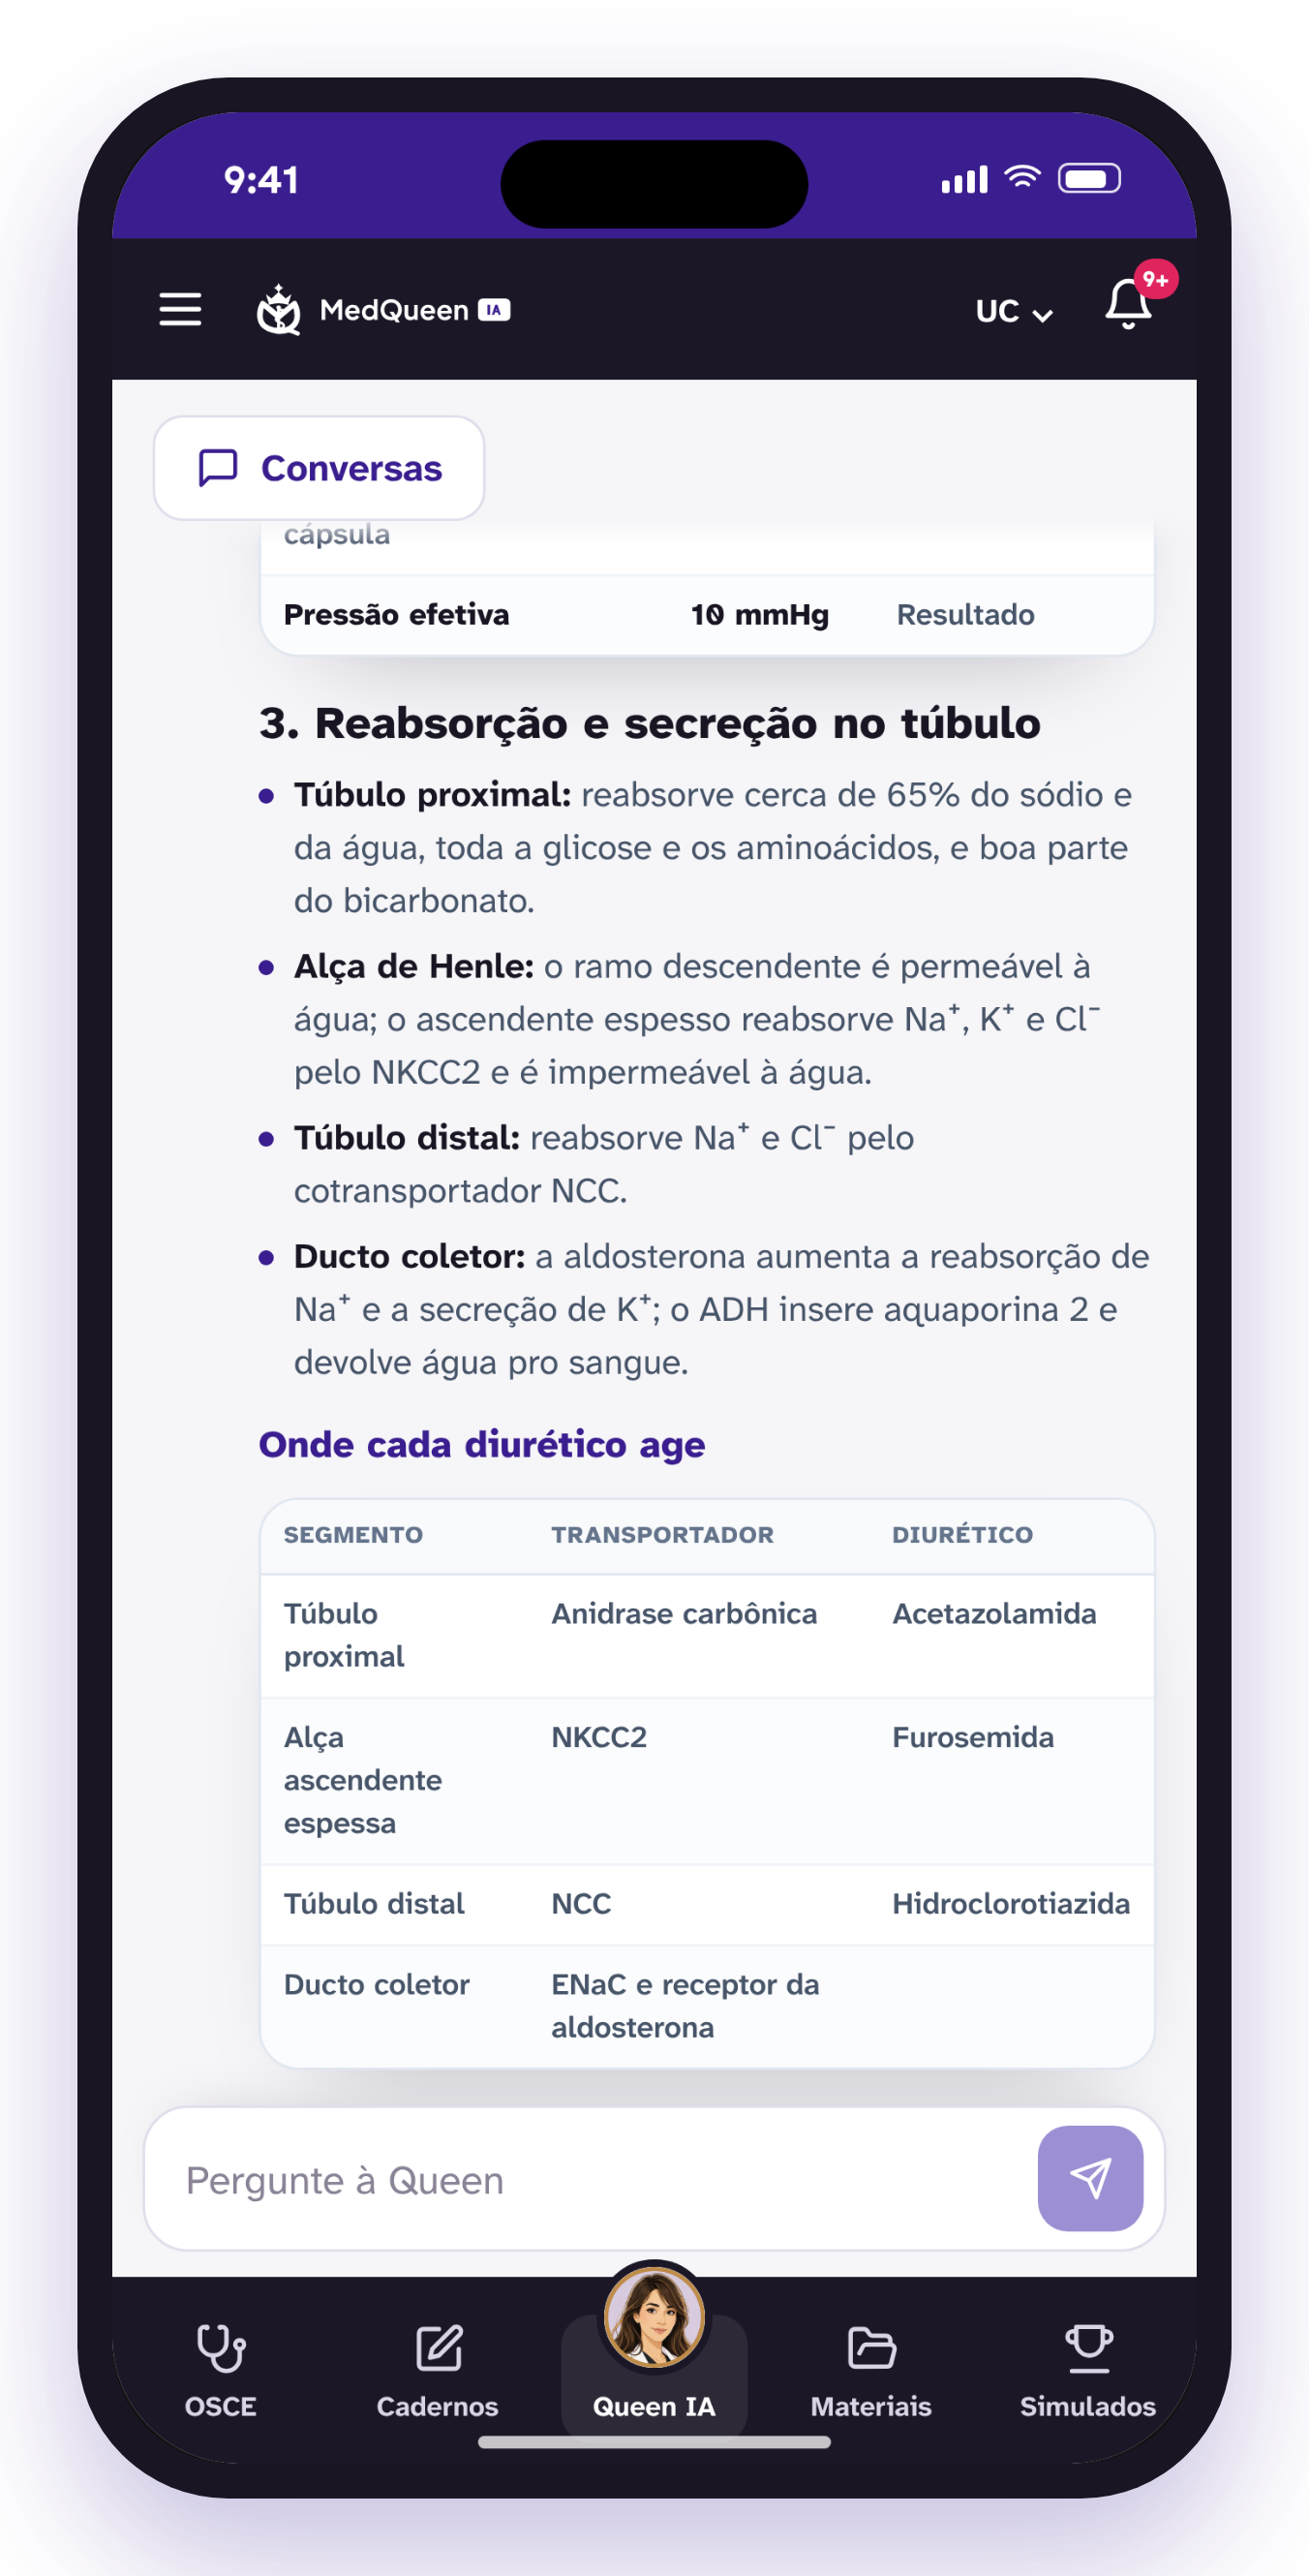 9:41
MedQueen IA
UC
9+
Conversas
cápsula
Pressão efetiva 10 mmHg Resultado
3. Reabsorção e secreção no túbulo
Túbulo proximal: reabsorve cerca de 65% do sódio e
da água, toda a glicose e os aminoácidos, e boa parte
do bicarbonato.
Alça de Henle: o ramo descendente é permeável à
água; o ascendente espesso reabsorve Na⁺, K⁺ e Cl⁻
pelo NKCC2 e é impermeável à água.
Túbulo distal: reabsorve Na⁺ e Cl⁻ pelo
cotransportador NCC.
Ducto coletor: a aldosterona aumenta a reabsorção de
Na⁺ e a secreção de K⁺; o ADH insere aquaporina 2 e
devolve água pro sangue.
Onde cada diurético age
SEGMENTO TRANSPORTADOR DIURÉTICO
Túbulo
proximal
Anidrase carbônica
Acetazolamida
Alça
ascendente
espessa
NKCC2
Furosemida
Túbulo distal NCC Hidroclorotiazida
Ducto coletor
ENaC e receptor da
aldosterona
Pergunte à Queen
OSCE
Cadernos
Queen IA
Materiais
Simulados